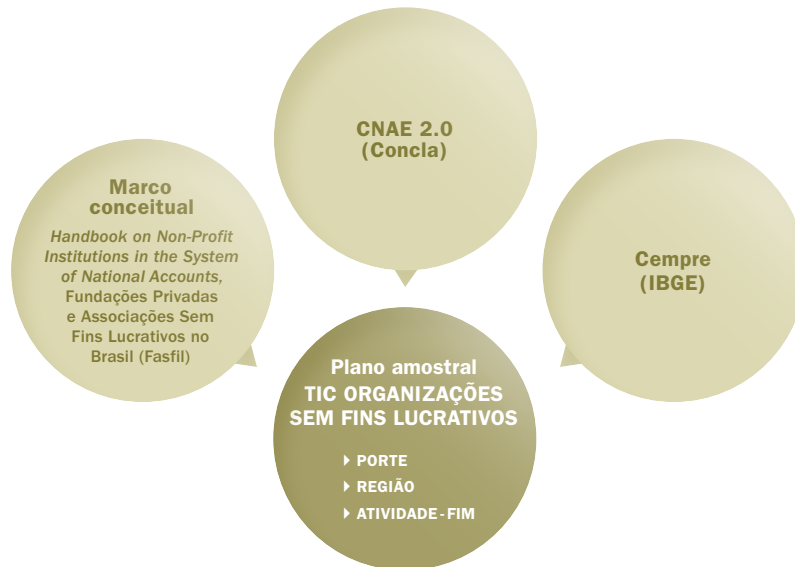 CNAE 2.0
(Concla)
Marco
conceitual
Handbook on Non-Profit
Institutions in the System
of National Accounts,
Fundações Privadas
e Associações Sem
Fins Lucrativos no
Brasil (Fasfil)
Cempre
(IBGE)
Plano amostral
TIC ORGANIZAÇÕES
SEM FINS LUCRATIVOS
PORTE
REGIÃO
ATIVIDADE-FIM